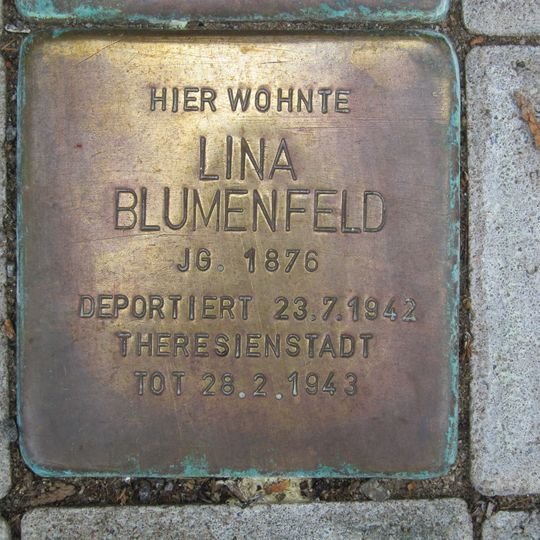 HIER WOHNTE
LINA
BLUMENFELD
JG. 1876
DEPORTIERT 23.7.1942
THERESIENSTADT
TOT 28.2.1943